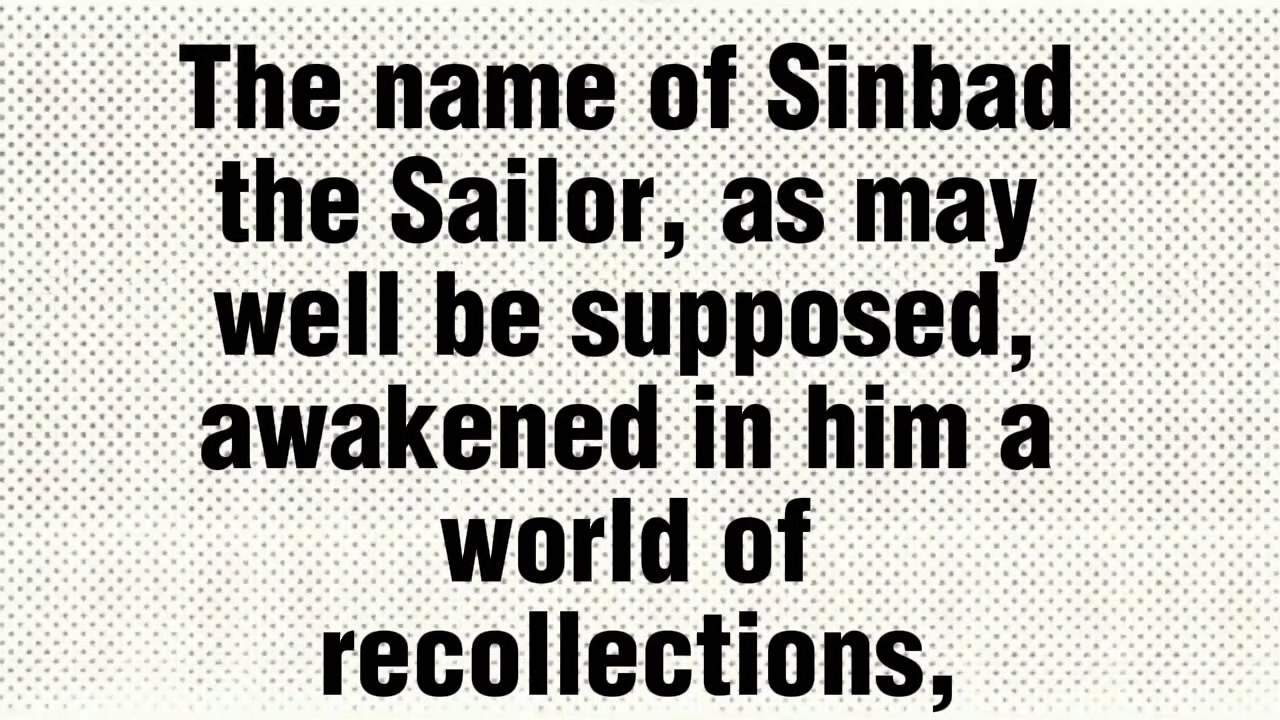 The name of Sinbad
the Sailor, as may
well be supposed,
awakened in him a
world of
recollections,